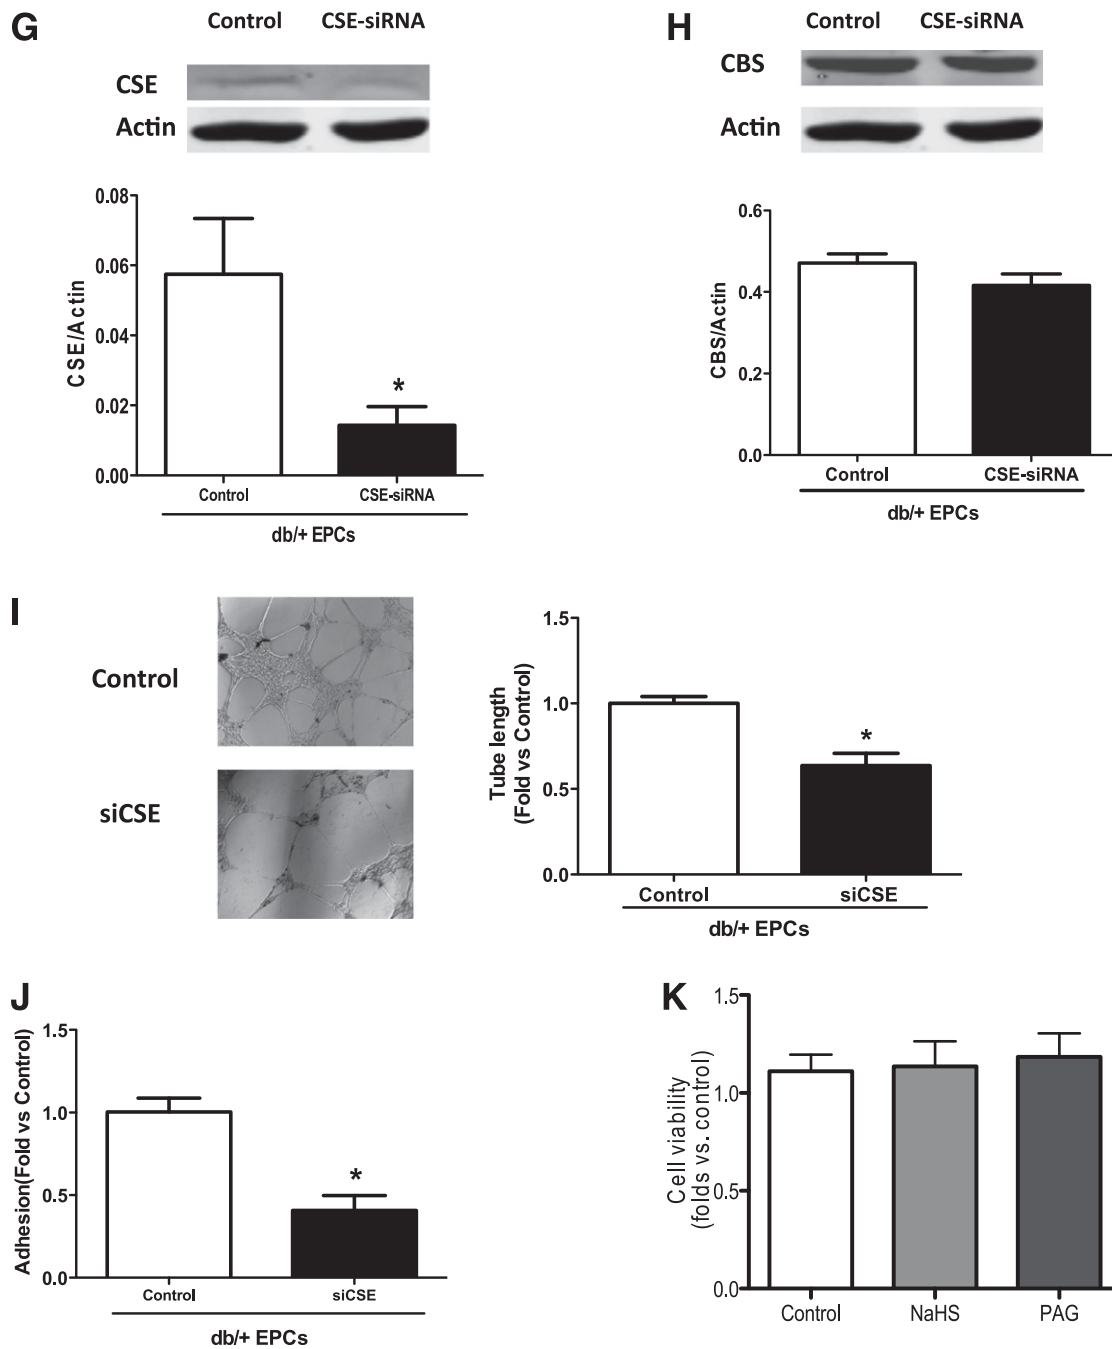 G
Control CSE-siRNA
CSE
Actin
CSE/Actin
0.08
0.06
0.04
0.02
0.00
*
Control CSE-siRNA
db/+ EPCs
H
Control CSE-siRNA
CBS
Actin
CBS/Actin
0.6
0.4
0.2
0.0
Control CSE-siRNA
db/+ EPCs
I
Control
siCSE
Tube length
(Fold vs Control)
1.5
1.0
0.5
0.0
*
Control siCSE
db/+ EPCs
J
Adhesion(Fold vs Control)
1.5
1.0
0.5
0.0
*
Control siCSE
db/+ EPCs
K
Cell viability
(folds vs. control)
1.5
1.0
0.5
0.0
Control NaHS PAG